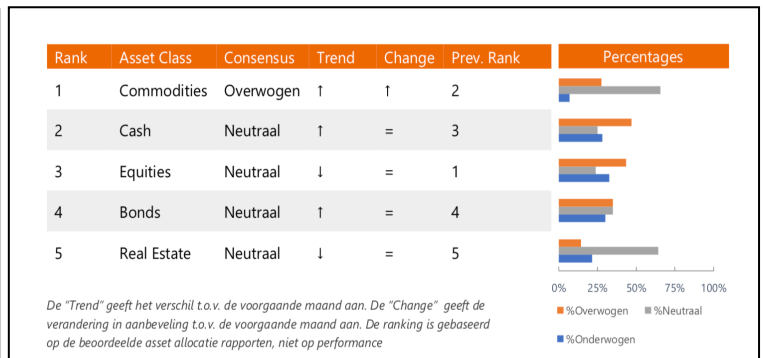 Rank Asset Class Consensus Trend Change Prev. Rank Percentages
1 Commodities Overwogen ↑ ↑ 2
2 Cash Neutraal ↑ = 3
3 Equities Neutraal ↓ = 1
4 Bonds Neutraal ↑ = 4
5 Real Estate Neutraal ↓ = 5
0% 25% 50% 75% 100%
De "Trend" geeft het verschil t.o.v. de voorgaande maand aan. De "Change" geeft de
verandering in aanbeveling t.o.v. de voorgaande maand aan. De ranking is gebaseerd
op de beoordeelde asset allocatie rapporten, niet op performance
%Overwogen %Neutraal
%Onderwogen